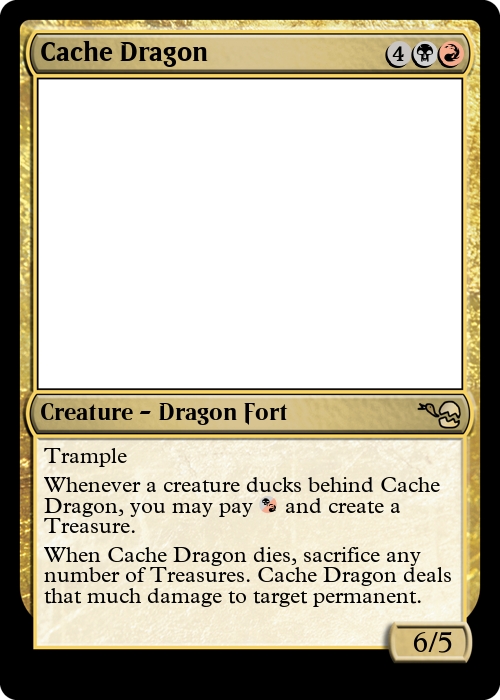 Cache Dragon 4
Creature – Dragon Fort
Trample
Whenever a creature ducks behind Cache
Dragon, you may pay and create a
Treasure.
When Cache Dragon dies, sacrifice any
number of Treasures. Cache Dragon deals
that much damage to target permanent.
6/5